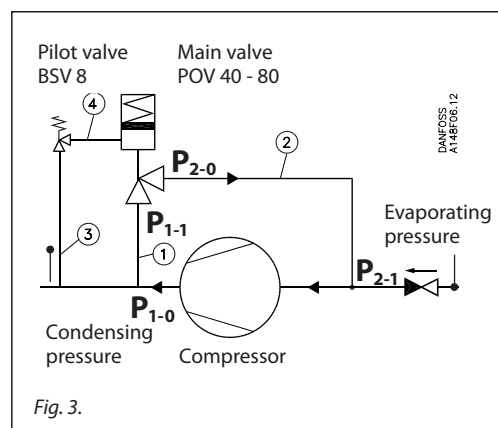 Pilot valve
BSV 8
Main valve
POV 40 - 80
4
DANFOSS
A148F06.12
P2-0
2
Evaporating
pressure
P1-1
3
1
P2-1
P1-0
Condensing
pressure
Compressor
Fig. 3.